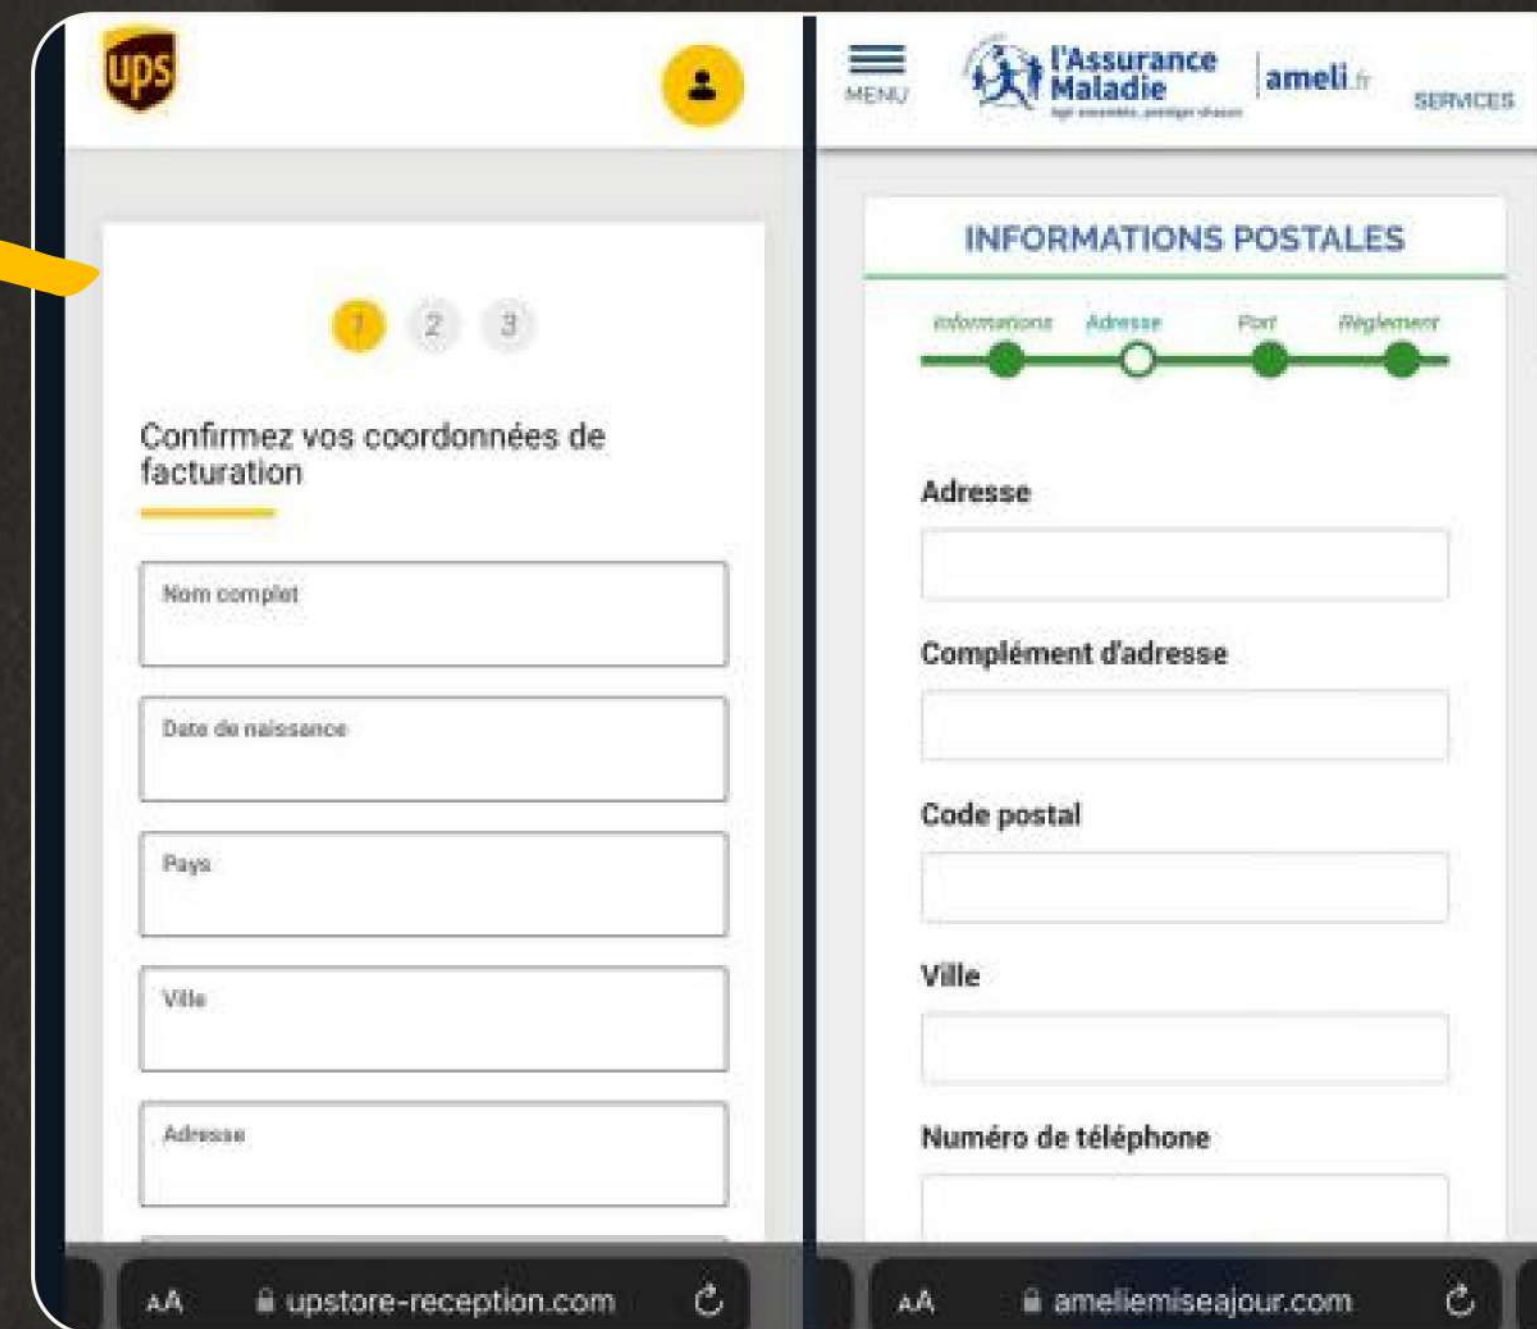 ups
1 2 3
Confirmez vos coordonnées de
facturation
Nom complet
Date de naissance
Pays
Ville
Adresse
AA upstore-reception.com
MENU
l'Assurance
Maladie
ameli.fr
SERVICES
INFORMATIONS POSTALES
Informations Adresse Port Règlement
Adresse
Complément d'adresse
Code postal
Ville
Numéro de téléphone
AA ameliemiseajour.com